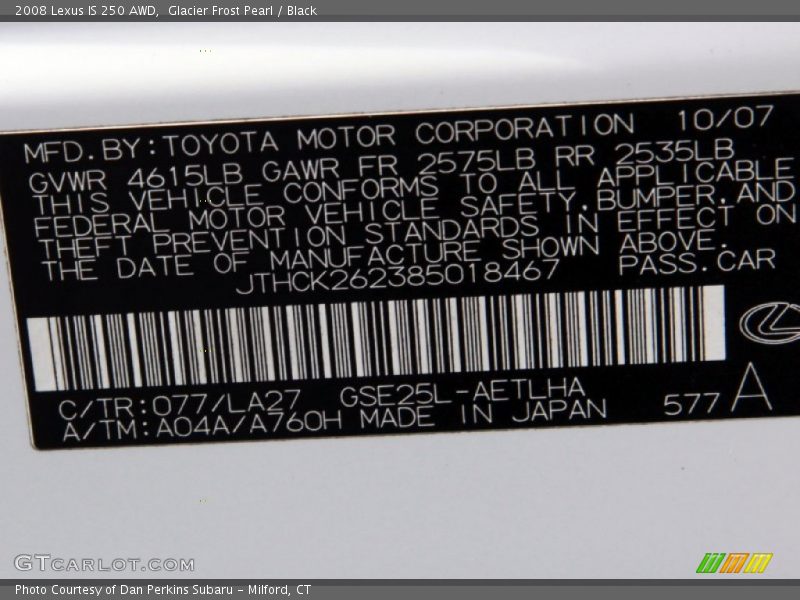 2008 Lexus IS 250 AWD, Glacier Frost Pearl / Black
MFD.BY:TOYOTA MOTOR CORPORATION 10/07
GVWR 4615LB GAWR FR 2575LB RR 2535LB
THIS VEHICLE CONFORMS TO ALL APPLICABLE
FEDERAL MOTOR VEHICLE SAFETY,BUMPER,AND
THEFT PREVENTION STANDARDS IN EFFECT ON
THE DATE OF MANUFACTURE SHOWN ABOVE.
JTHCK262385018467 PASS.CAR
C/TR:077/LA27 GSE25L-AETLHA
A/TM:A04A/A760H MADE IN JAPAN 577 A
GTCARLOT.COM
Photo Courtesy of Dan Perkins Subaru - Milford, CT